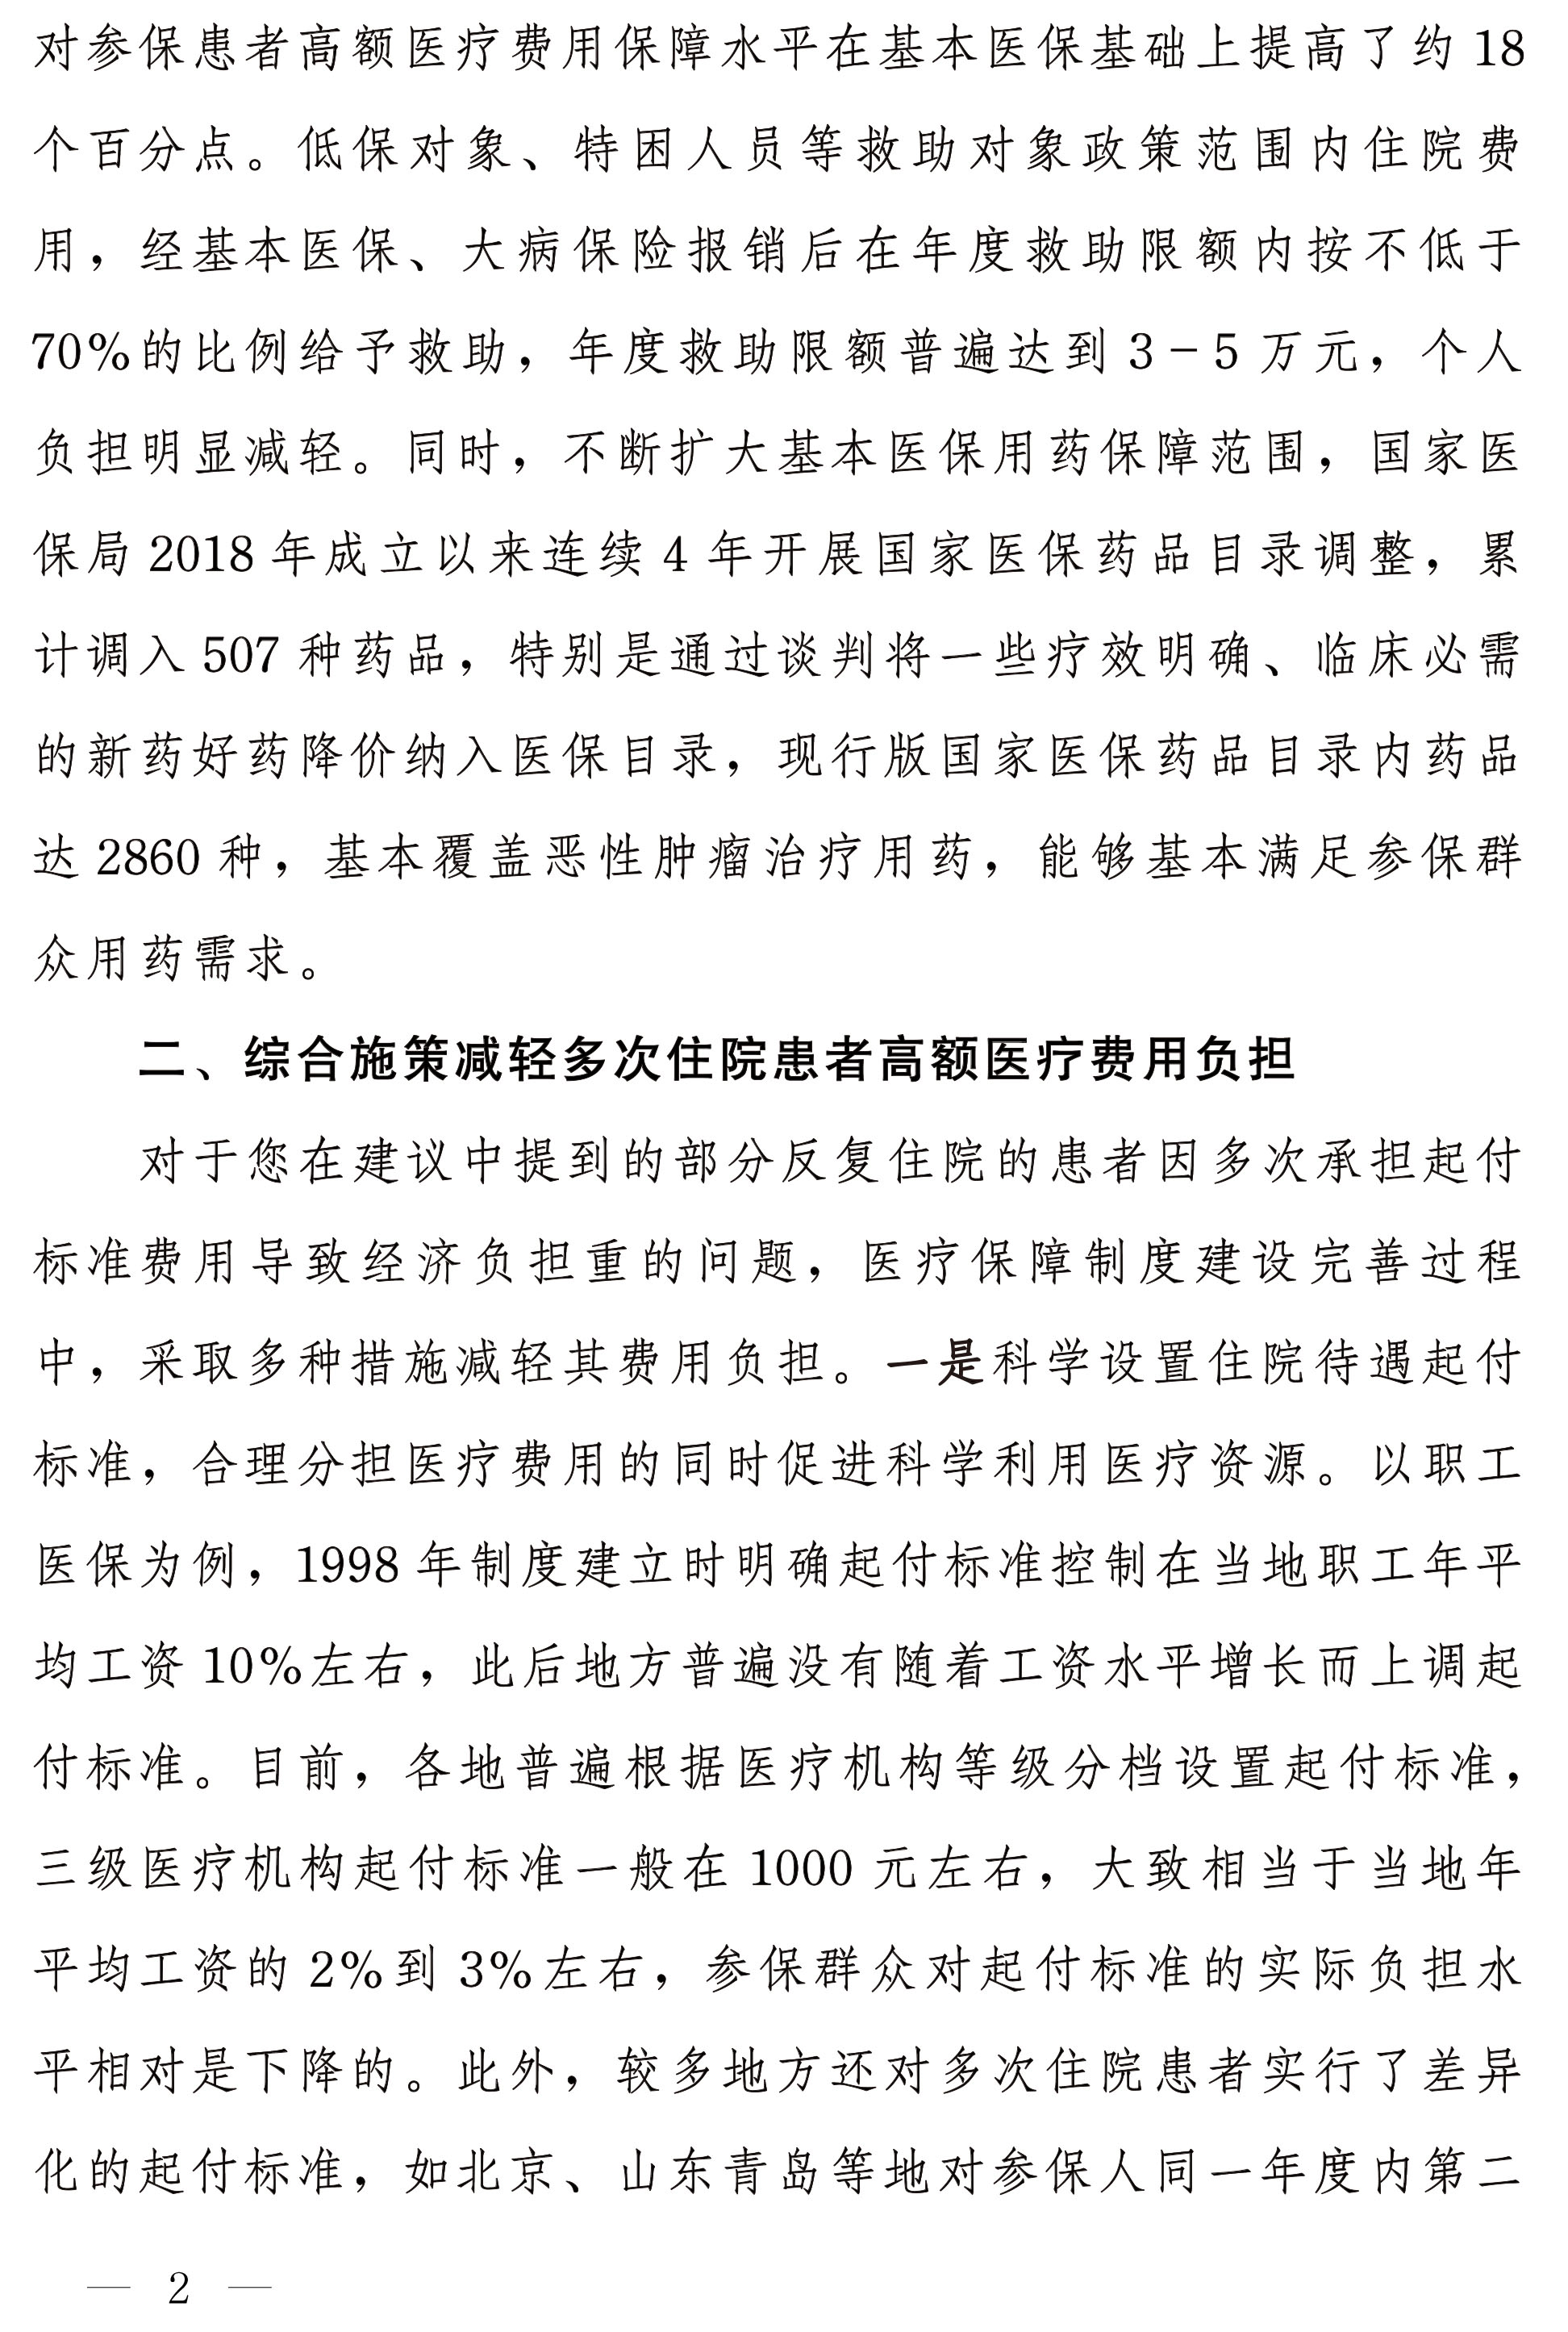 对参保患者高额医疗费用保障水平在基本医保基础上提高了约 18
个百分点。低保对象、特困人员等救助对象政策范围内住院费
用，经基本医保、大病保险报销后在年度救助限额内按不低于
70%的比例给予救助，年度救助限额普遍达到 3－5 万元，个人
负担明显减轻。同时，不断扩大基本医保用药保障范围，国家医
保局 2018 年成立以来连续 4 年开展国家医保药品目录调整，累
计调入 507 种药品，特别是通过谈判将一些疗效明确、临床必需
的新药好药降价纳入医保目录，现行版国家医保药品目录内药品
达 2860 种，基本覆盖恶性肿瘤治疗用药，能够基本满足参保群
众用药需求。
二、综合施策减轻多次住院患者高额医疗费用负担
对于您在建议中提到的部分反复住院的患者因多次承担起付
标准费用导致经济负担重的问题，医疗保障制度建设完善过程
中，采取多种措施减轻其费用负担。一是科学设置住院待遇起付
标准，合理分担医疗费用的同时促进科学利用医疗资源。以职工
医保为例，1998 年制度建立时明确起付标准控制在当地职工年平
均工资 10%左右，此后地方普遍没有随着工资水平增长而上调起
付标准。目前，各地普遍根据医疗机构等级分档设置起付标准，
三级医疗机构起付标准一般在 1000 元左右，大致相当于当地年
平均工资的 2%到 3%左右，参保群众对起付标准的实际负担水
平相对是下降的。此外，较多地方还对多次住院患者实行了差异
化的起付标准，如北京、山东青岛等地对参保人同一年度内第二
— 2 —